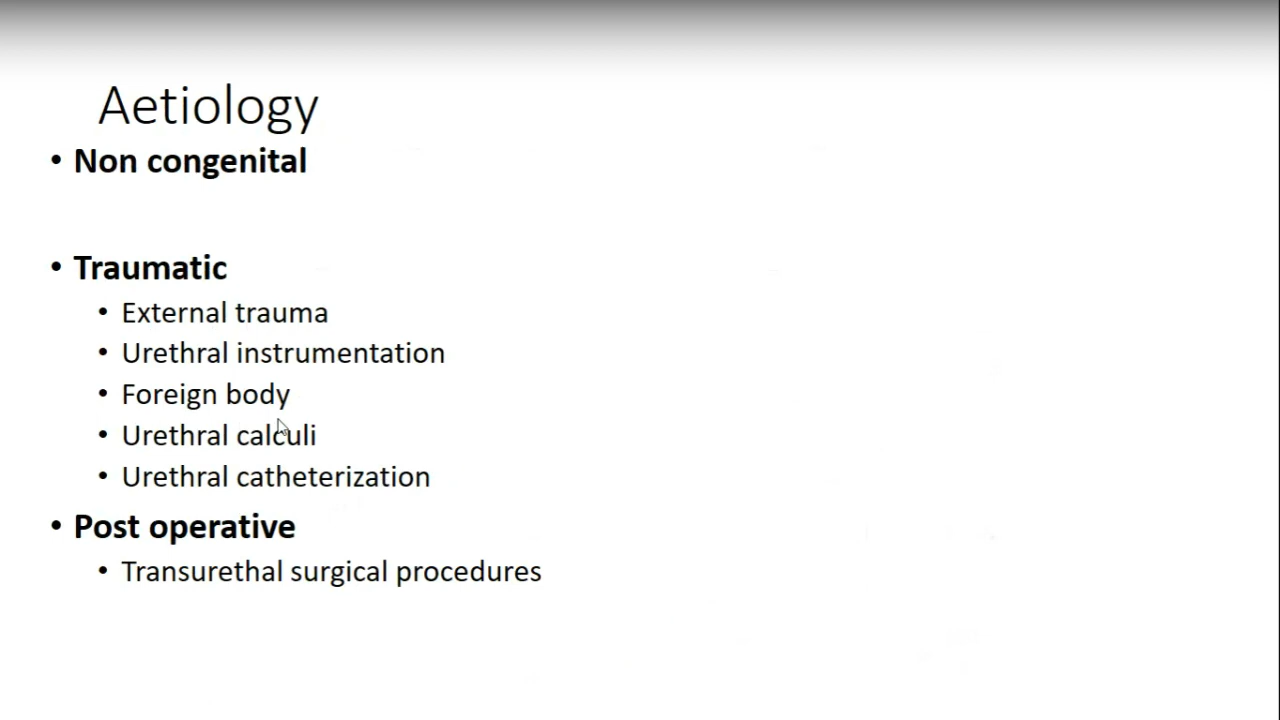 Aetiology
• Non congenital
• Traumatic
• External trauma
• Urethral instrumentation
• Foreign body
• Urethral calculi
• Urethral catheterization
• Post operative
• Transurethal surgical procedures